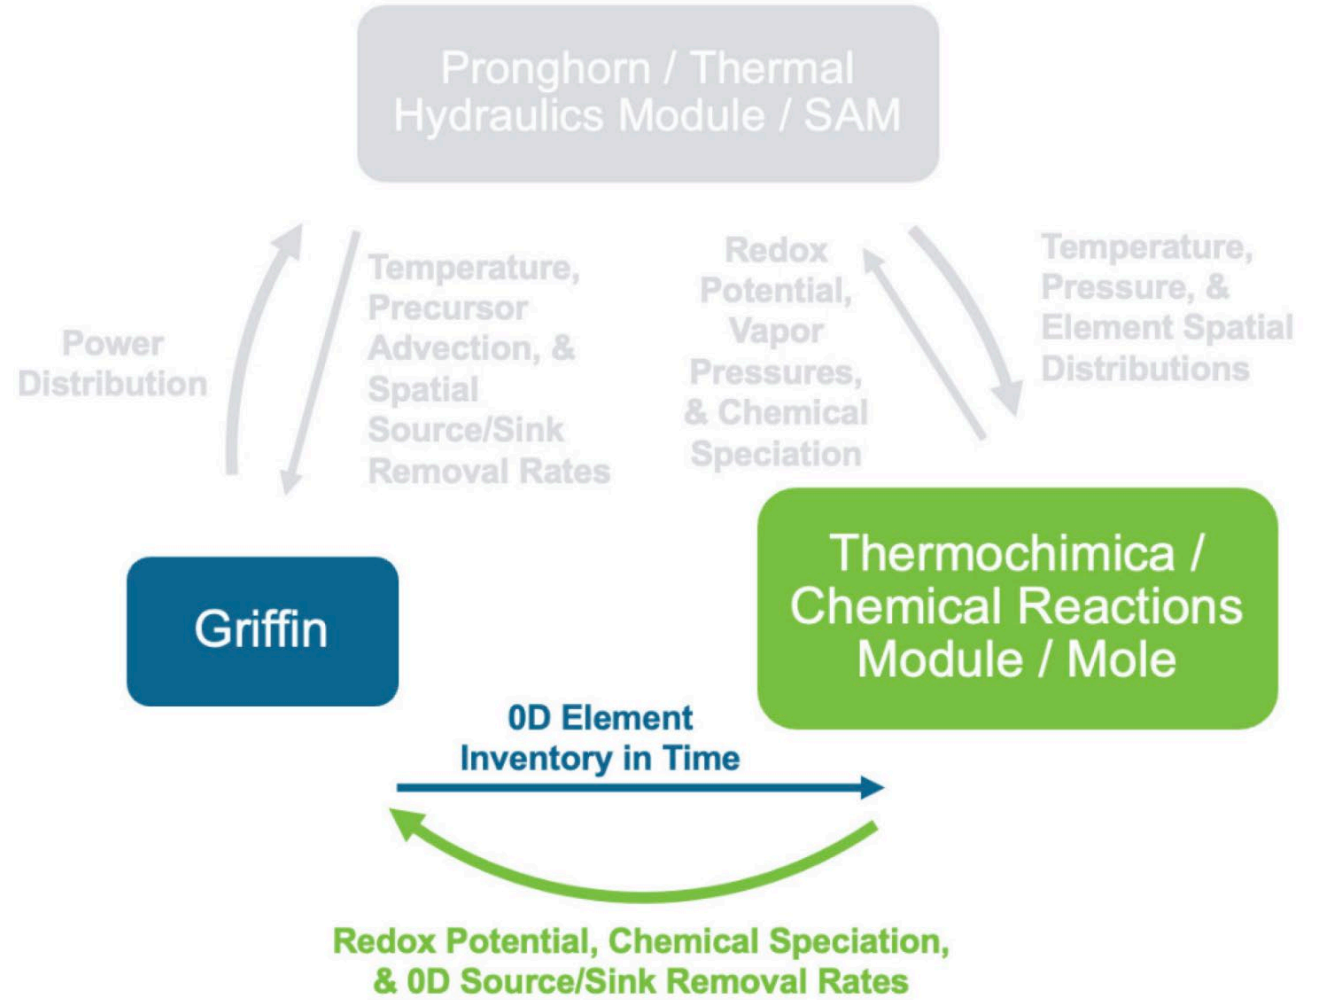 Pronghorn / Thermal
Hydraulics Module / SAM
Power
Distribution
Temperature,
Precursor
Advection, &
Spatial
Source/Sink
Removal Rates
Redox
Potential,
Vapor
Pressures,
& Chemical
Speciation
Temperature,
Pressure, &
Element Spatial
Distributions
Griffin
Thermochimica /
Chemical Reactions
Module / Mole
0D Element
Inventory in Time
Redox Potential, Chemical Speciation,
& 0D Source/Sink Removal Rates